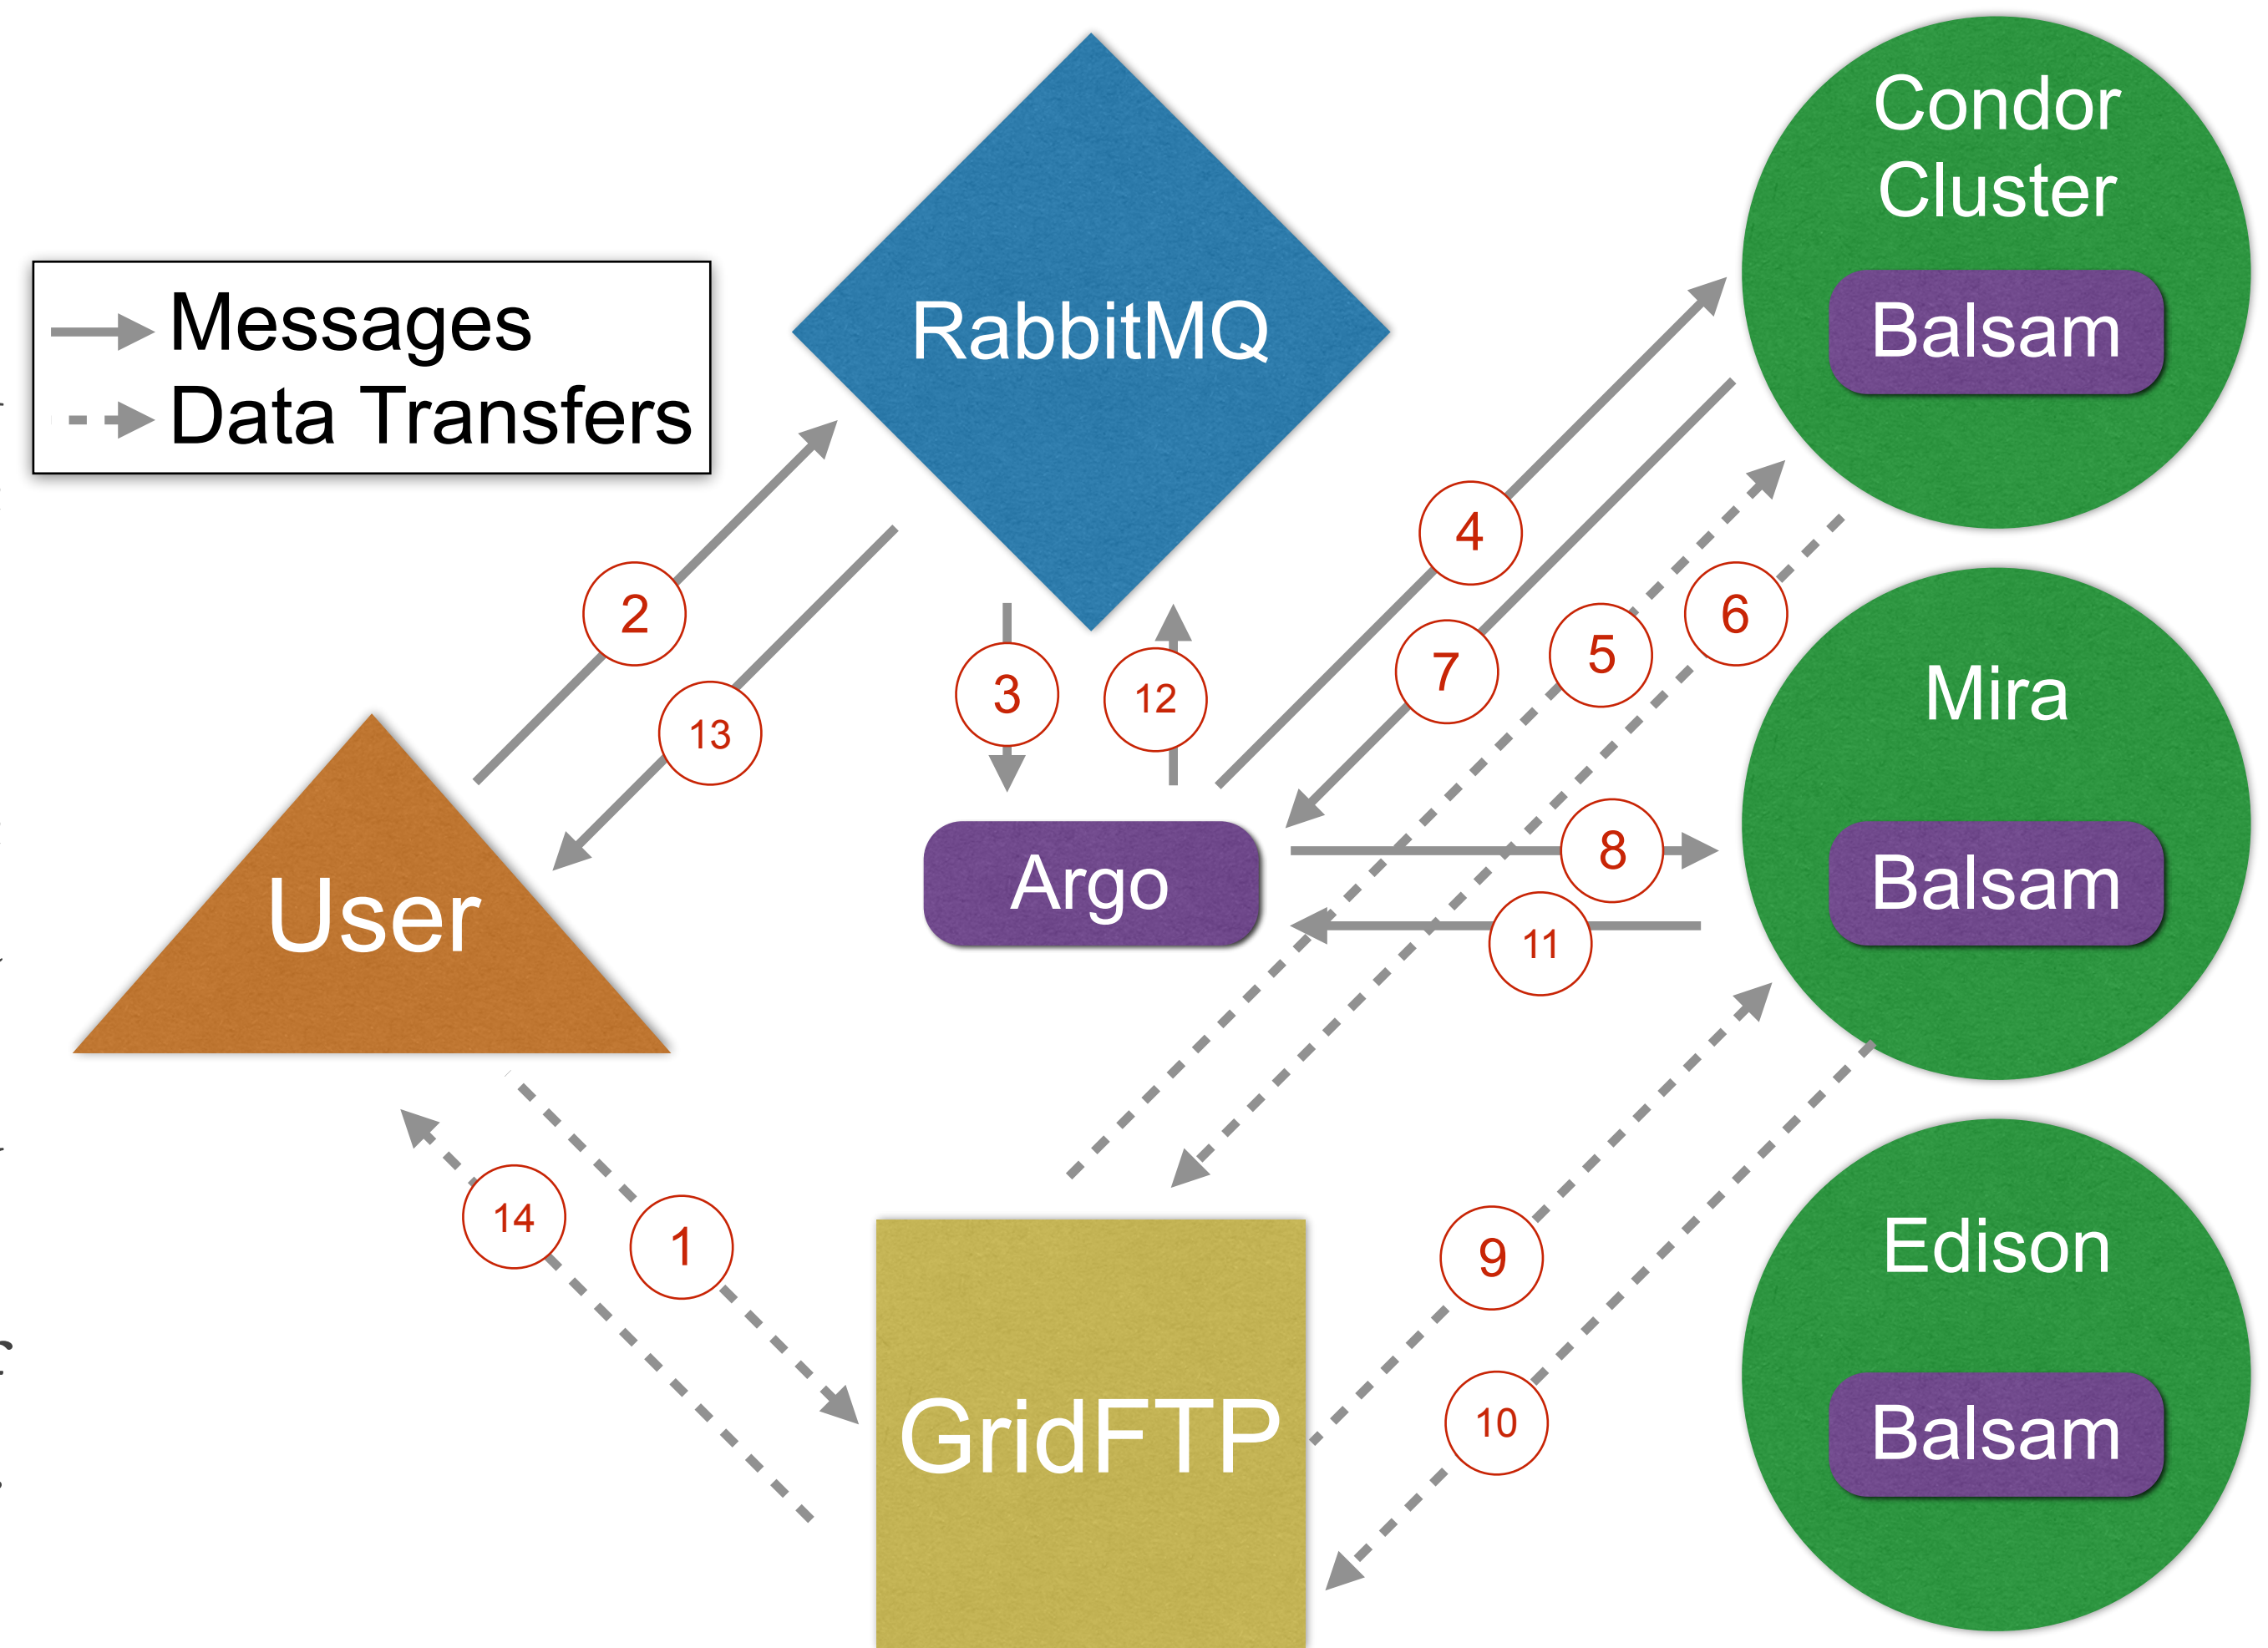 Condor
Cluster
Balsam
RabbitMQ
Messages
Data Transfers
4
2
6
5
7
3
12
13
Mira
8
Argo
Balsam
User
11
14
1
9
Edison
10
GridFTP
Balsam